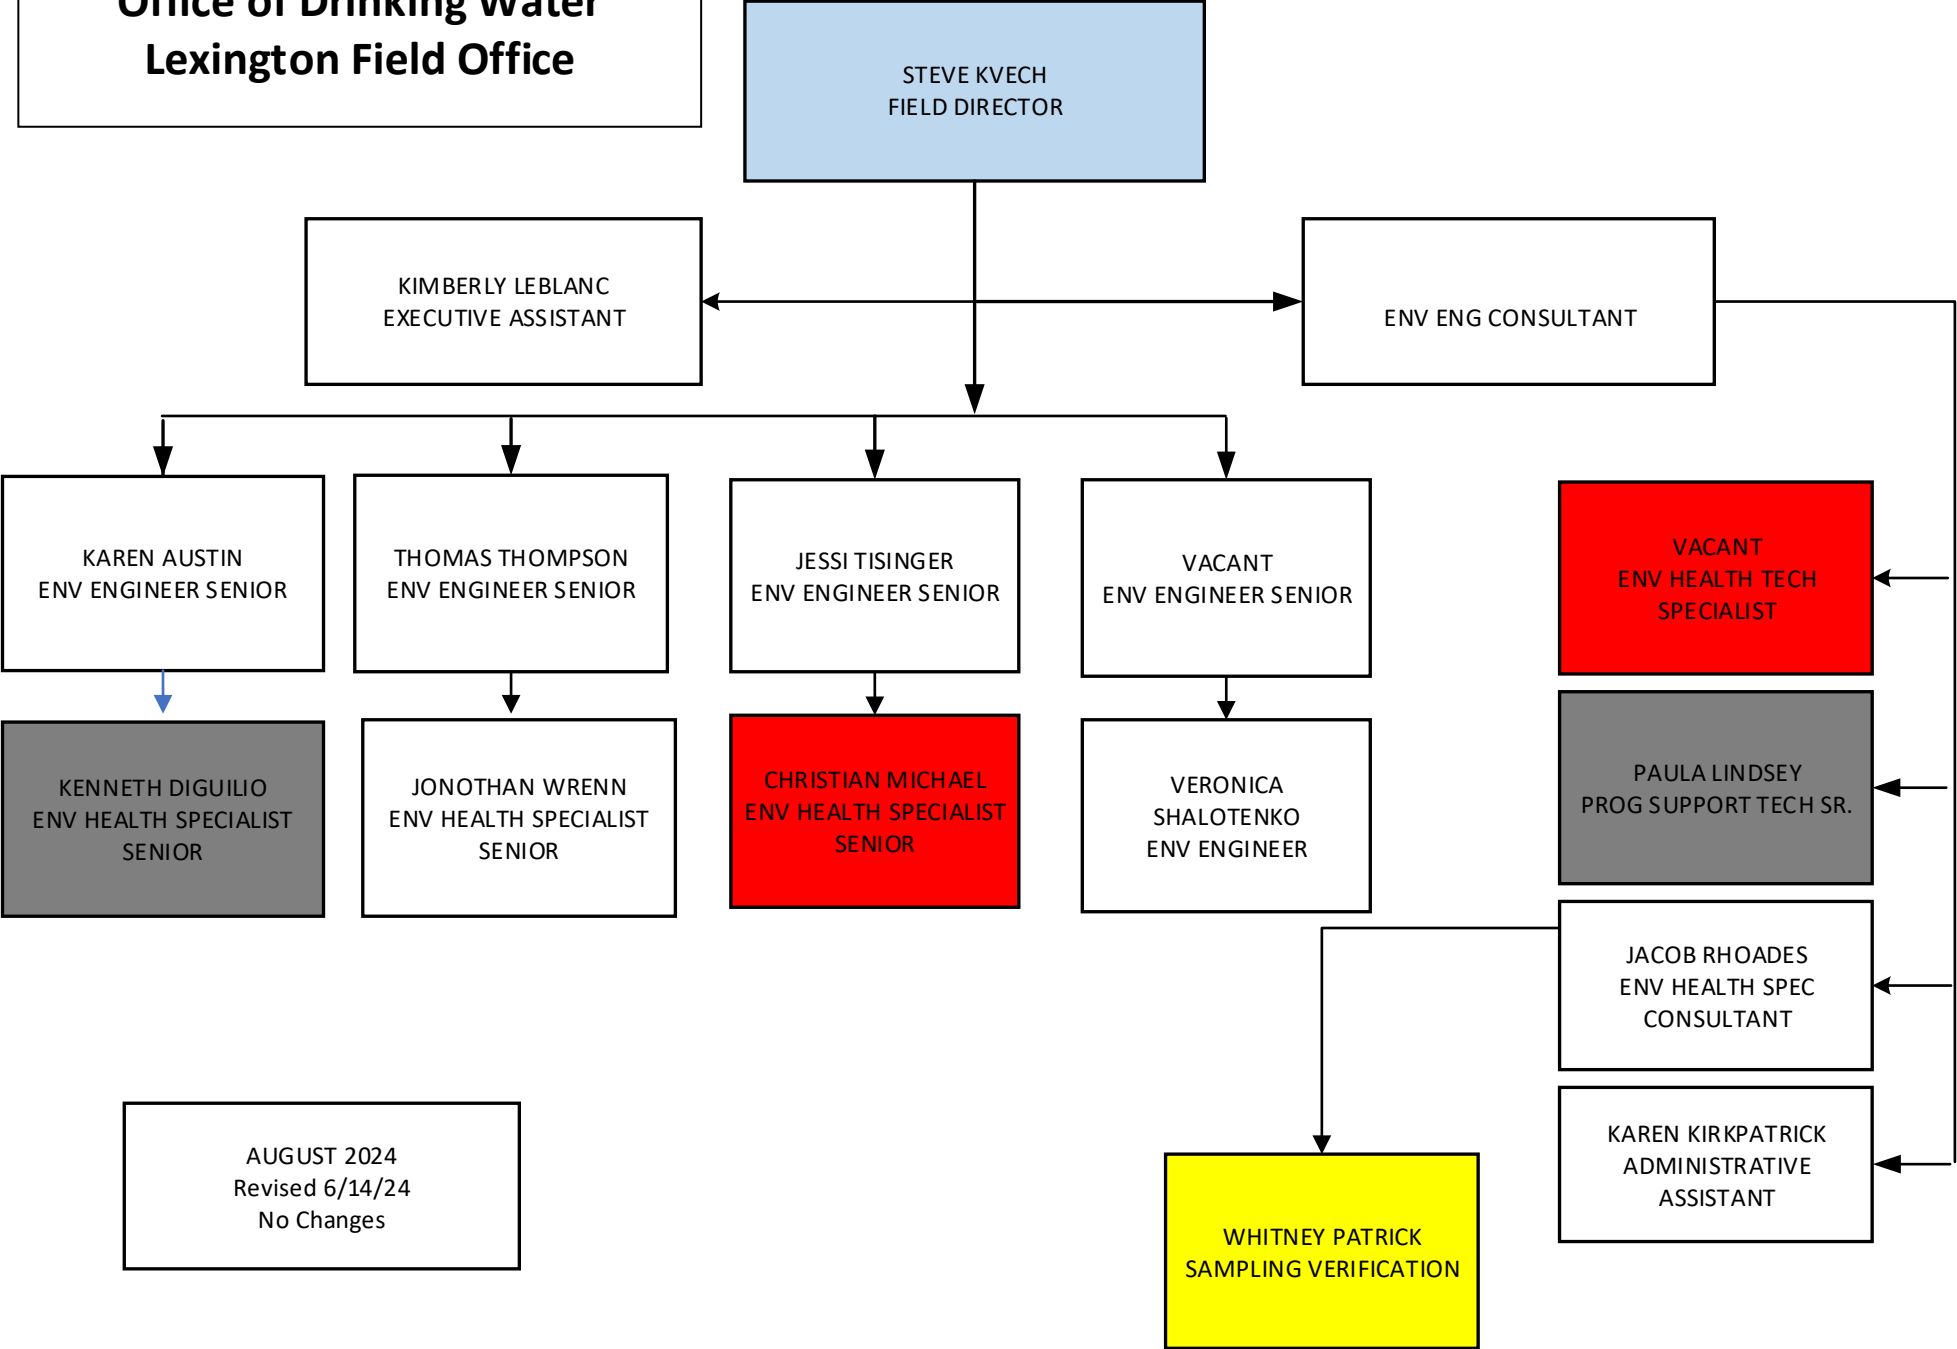 Office of Drinking Water
Lexington Field Office
STEVE KVECH
FIELD DIRECTOR
KIMBERLY LEBLANC
EXECUTIVE ASSISTANT
ENV ENG CONSULTANT
KAREN AUSTIN
ENV ENGINEER SENIOR
THOMAS THOMPSON
ENV ENGINEER SENIOR
JESSI TISINGER
ENV ENGINEER SENIOR
VACANT
ENV ENGINEER SENIOR
VACANT
ENV HEALTH TECH
SPECIALIST
KENNETH DIGUILIO
ENV HEALTH SPECIALIST
SENIOR
JONOTHAN WRENN
ENV HEALTH SPECIALIST
SENIOR
CHRISTIAN MICHAEL
ENV HEALTH SPECIALIST
SENIOR
VERONICA
SHALOTENKO
ENV ENGINEER
PAULA LINDSEY
PROG SUPPORT TECH SR.
JACOB RHOADES
ENV HEALTH SPEC
CONSULTANT
KAREN KIRKPATRICK
ADMINISTRATIVE
ASSISTANT
AUGUST 2024
Revised 6/14/24
No Changes
WHITNEY PATRICK
SAMPLING VERIFICATION